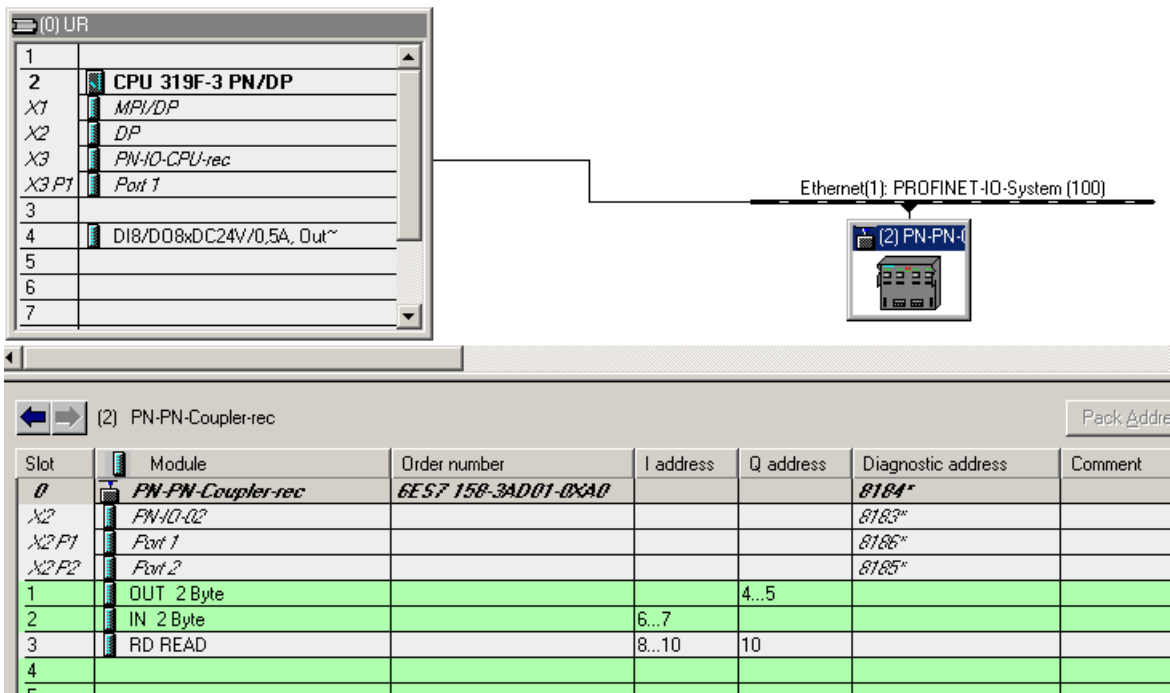 (0) UR
1
2 CPU 319F-3 PN/DP
X1 MPI/DP
X2 DP
X3 PN-IO-CPU-rec
X3 P1 Port 1
3
4 DI8/DO8xDC24V/0,5A, Out~
5
6
7
Ethernet(1): PROFINET-IO-System (100)
(2) PN-PN-C
(2) PN-PN-Coupler-rec
Pack Addre
Slot Module Order number I address Q address Diagnostic address Comment
0 PN-PN-Coupler-rec 6ES7 158-3AD01-0XA0 8184*
X2 PN-IO-02 8183*
X2 P1 Port 1 8186*
X2 P2 Port 2 8185*
1 OUT 2 Byte 4...5
2 IN 2 Byte 6...7
3 RD READ 8...10 10
4
5